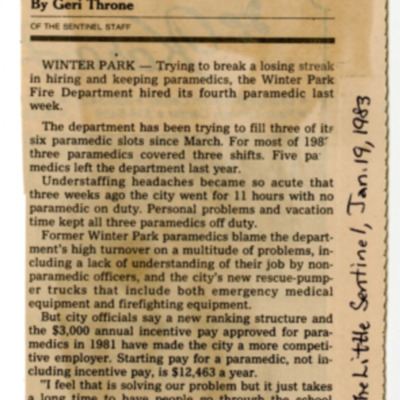 By Geri Throne
OF THE SENTINEL STAFF
WINTER PARK — Trying to break a losing streak
in hiring and keeping paramedics, the Winter Park
Fire Department hired its fourth paramedic last
week.
The department has been trying to fill three of its
six paramedic slots since March. For most of 198
three paramedics covered three shifts. Five pa
medics left the department last year.
Understaffing headaches became so acute that
three weeks ago the city went for 11 hours with no
paramedic on duty. Personal problems and vacation
time kept all three paramedics off duty.
Former Winter Park paramedics blame the depart-
ment's high turnover on a multitude of problems, in-
cluding a lack of understanding of their job by non-
paramedic officers, and the city's new rescue-pump-
er trucks that include both emergency medical
equipment and firefighting equipment.
But city officials say a new ranking structure and
the $3,000 annual incentive pay approved for para-
medics in 1981 have made the city a more competi-
tive employer. Starting pay for a paramedic, not in-
cluding incentive pay, is $12,463 a year.
"I feel that is solving our problem but it just takes
a long time to have people go through the school
the Little Sentinel, Jan. 19, 1983